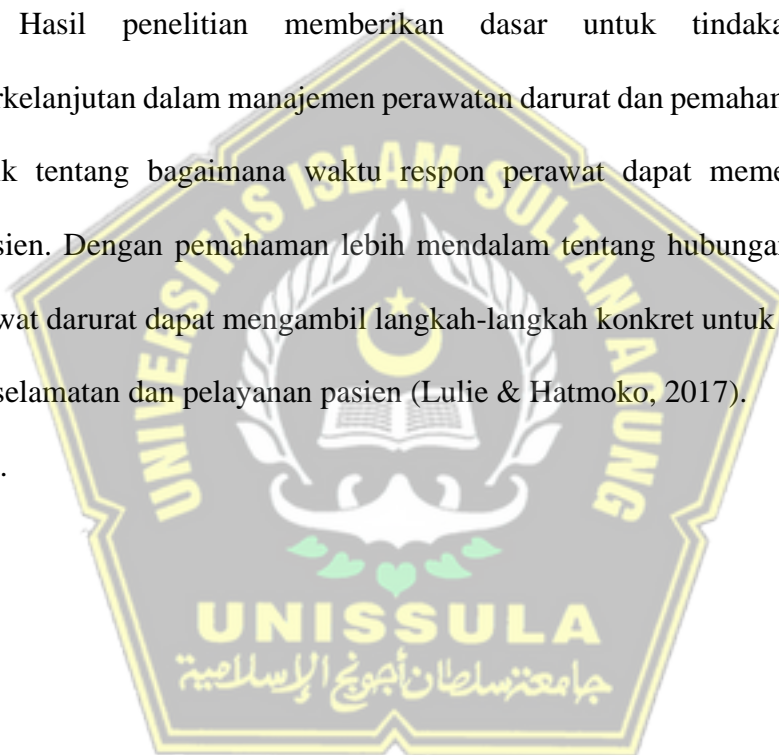 Hasil penelitian memberikan dasar untuk tindaka
rkelanjutan dalam manajemen perawatan darurat dan pemahar
ik tentang bagaimana waktu respon perawat dapat meme
sien. Dengan pemahaman lebih mendalam tentang hubungan
wat darurat dapat mengambil langkah-langkah konkret untuk
selamatan dan pelayanan pasien (Lulie & Hatmoko, 2017).
.
UNIVERSITAS ISLAM SULTAN AGUNG
UNISSULA
جامعة سلطان أجونج الإسلامية